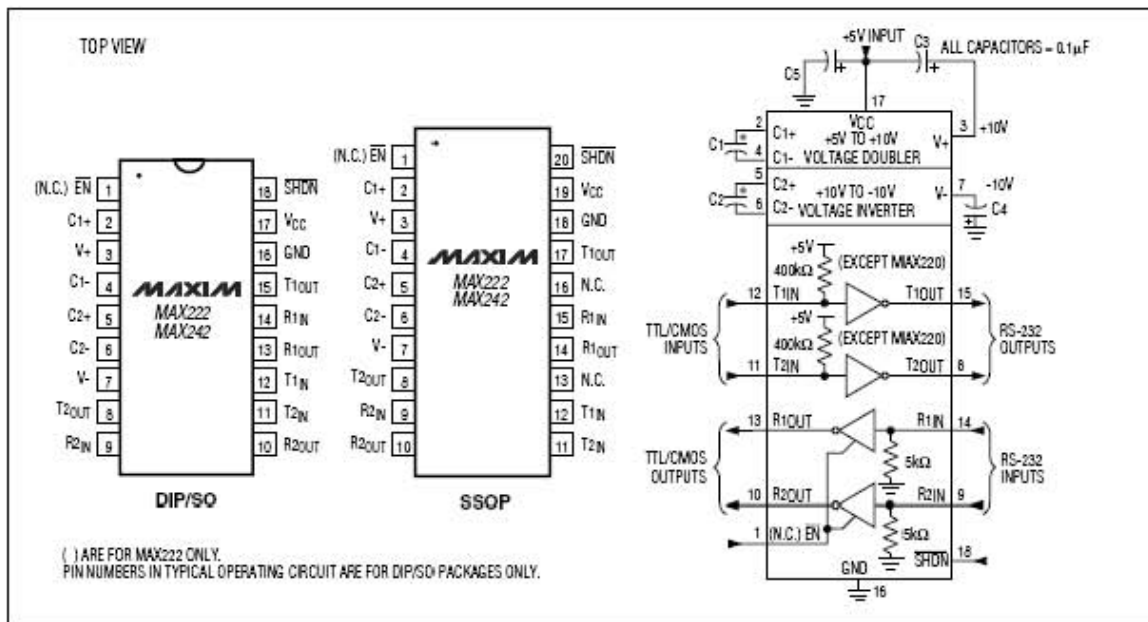 TOP VIEW
(N.C.) EN
1
C1+
2
V+
3
C1-
4
C2+
5
C2-
6
V-
7
T2OUT
8
R2IN
9
18
SHDN
17
VCC
16
GND
15
T1OUT
14
R1IN
13
R1OUT
12
T1IN
11
T2IN
10
R2OUT
MAXIM
MAX222
MAX242
DIP/SO
(N.C.) EN
1
C1+
2
V+
3
C1-
4
C2+
5
C2-
6
V-
7
T2OUT
8
R2IN
9
R2OUT
10
20
SHDN
19
VCC
18
GND
17
T1OUT
16
N.C.
15
R1IN
14
R1OUT
13
N.C.
12
T1IN
11
T2IN
MAXIM
MAX222
MAX242
SSOP
( ) ARE FOR MAX222 ONLY.
PIN NUMBERS IN TYPICAL OPERATING CIRCUIT ARE FOR DIP/SO PACKAGES ONLY.
+5V INPUT
C3
ALL CAPACITORS = 0.1µF
C5
17
VCC
2
C1+
+5V TO +10V
V+
3
+10V
C1
4
C1-
VOLTAGE DOUBLER
5
C2+
+10V TO -10V
V-
7
-10V
C2
6
C2-
VOLTAGE INVERTER
C4
+5V
400kΩ
(EXCEPT MAX220)
12
T1IN
T1OUT
15
+5V
400kΩ
(EXCEPT MAX220)
TTL/CMOS
INPUTS
RS-232
OUTPUTS
11
T2IN
T2OUT
8
13
R1OUT
R1IN
14
5kΩ
TTL/CMOS
OUTPUTS
RS-232
INPUTS
10
R2OUT
R2IN
9
5kΩ
1
(N.C.) EN
SHDN
18
GND
16